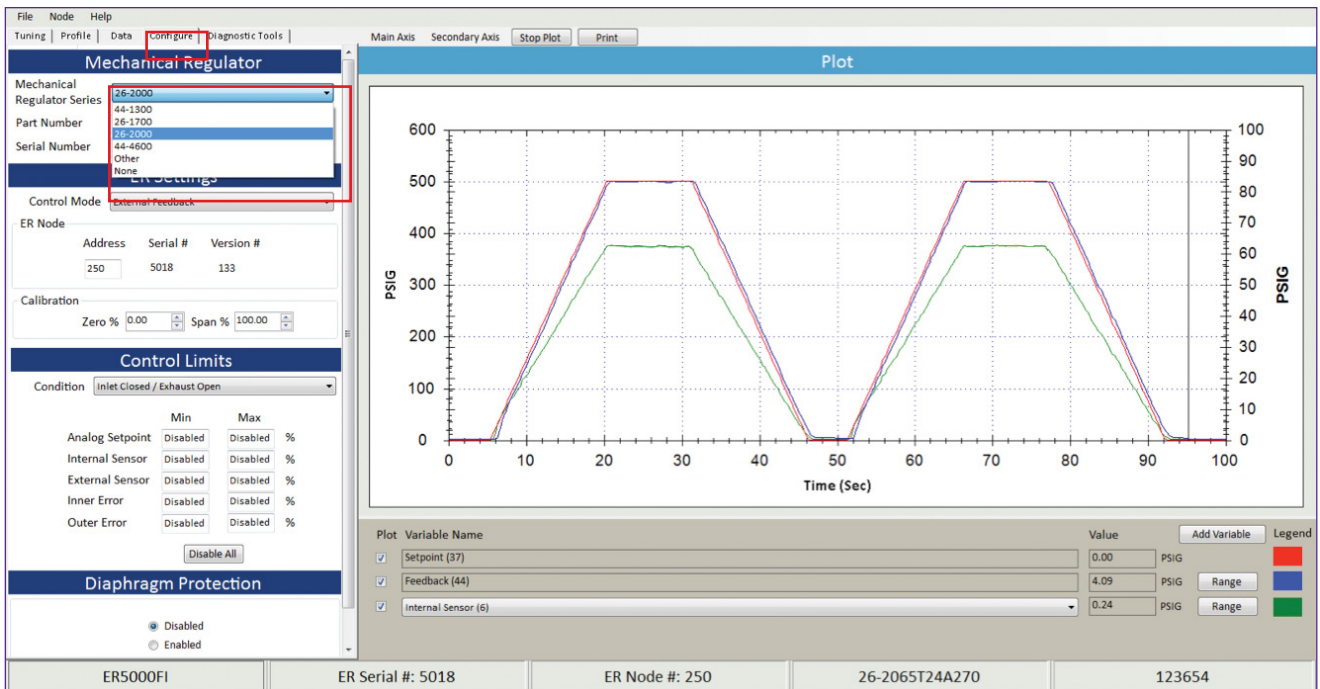 File Node Help
Tuning Profile Data Configure Diagnostic Tools
Main Axis Secondary Axis Stop Plot Print
Mechanical Regulator
Mechanical
Regulator Series 26-2000
44-1300
26-1700
26-2000
44-4600
Other
None
Part Number
Serial Number
ER Settings
Control Mode External Feedback
ER Node
Address Serial # Version #
250 5018 133
Calibration
Zero % 0.00 Span % 100.00
Control Limits
Condition Inlet Closed / Exhaust Open
Min Max
Analog Setpoint Disabled Disabled %
Internal Sensor Disabled Disabled %
External Sensor Disabled Disabled %
Inner Error Disabled Disabled %
Outer Error Disabled Disabled %
Disable All
Diaphragm Protection
Disabled
Enabled
Plot
600
500
400
300
200
100
0
PSIG
100
90
80
70
60
50
40
30
20
10
0
PSIG
0 10 20 30 40 50 60 70 80 90 100
Time (Sec)
Plot Variable Name Value Add Variable Legend
Setpoint (37) 0.00 PSIG
Feedback (44) 4.09 PSIG Range
Internal Sensor (6) 0.24 PSIG Range
ER5000FI ER Serial #: 5018 ER Node #: 250 26-2065T24A270 123654